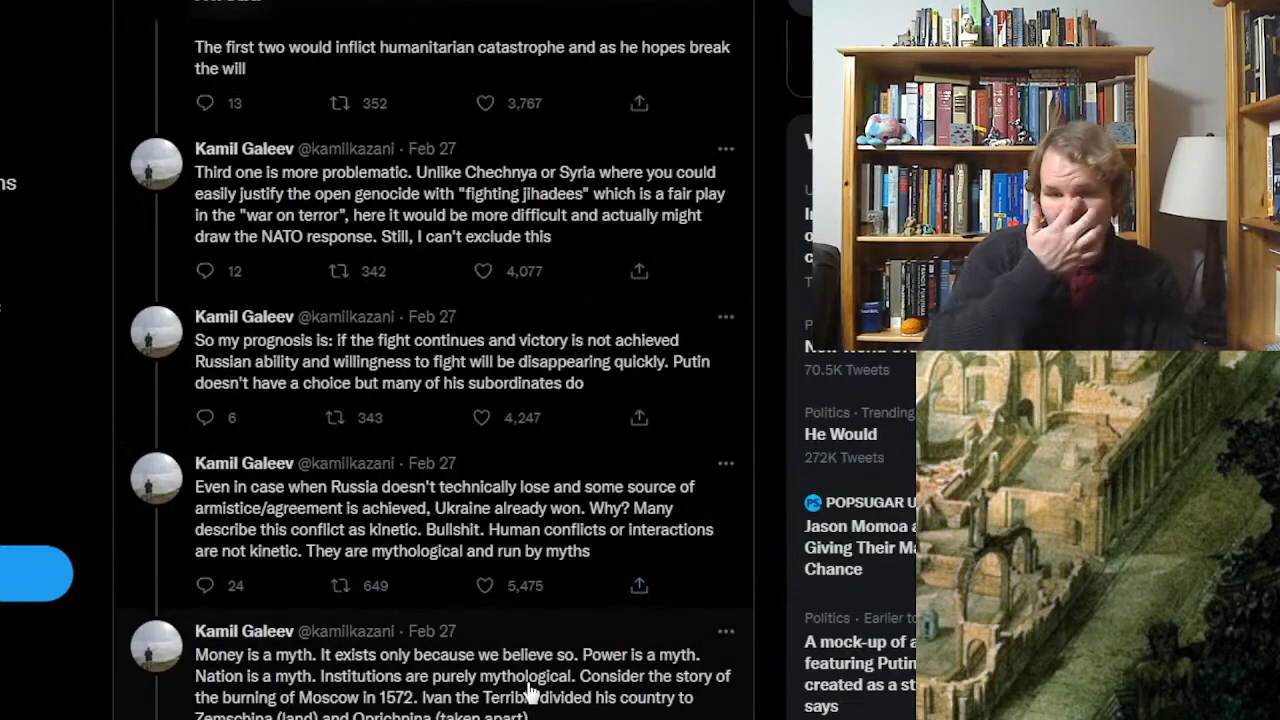 The first two would inflict humanitarian catastrophe and as he hopes break
the will
13 352 3,767
Kamil Galeev @kamilkazani · Feb 27
Third one is more problematic. Unlike Chechnya or Syria where you could
easily justify the open genocide with "fighting jihadees" which is a fair play
in the "war on terror", here it would be more difficult and actually might
draw the NATO response. Still, I can't exclude this
12 342 4,077
Kamil Galeev @kamilkazani · Feb 27
So my prognosis is: if the fight continues and victory is not achieved
Russian ability and willingness to fight will be disappearing quickly. Putin
doesn't have a choice but many of his subordinates do
6 343 4,247
Kamil Galeev @kamilkazani · Feb 27
Even in case when Russia doesn't technically lose and some source of
armistice/agreement is achieved, Ukraine already won. Why? Many
describe this conflict as kinetic. Bullshit. Human conflicts or interactions
are not kinetic. They are mythological and run by myths
24 649 5,475
Kamil Galeev @kamilkazani · Feb 27
Money is a myth. It exists only because we believe so. Power is a myth.
Nation is a myth. Institutions are purely mythological. Consider the story of
the burning of Moscow in 1572. Ivan the Terrible divided his country to
Zemschina (land) and Oprichnina (taken apart)
ns
70.5K Tweets
Politics · Trending
He Would
272K Tweets
POPSUGAR U
Jason Momoa a
Giving Their Ma
Chance
Politics · Earlier to
A mock-up of a
featuring Putin
created as a st
says